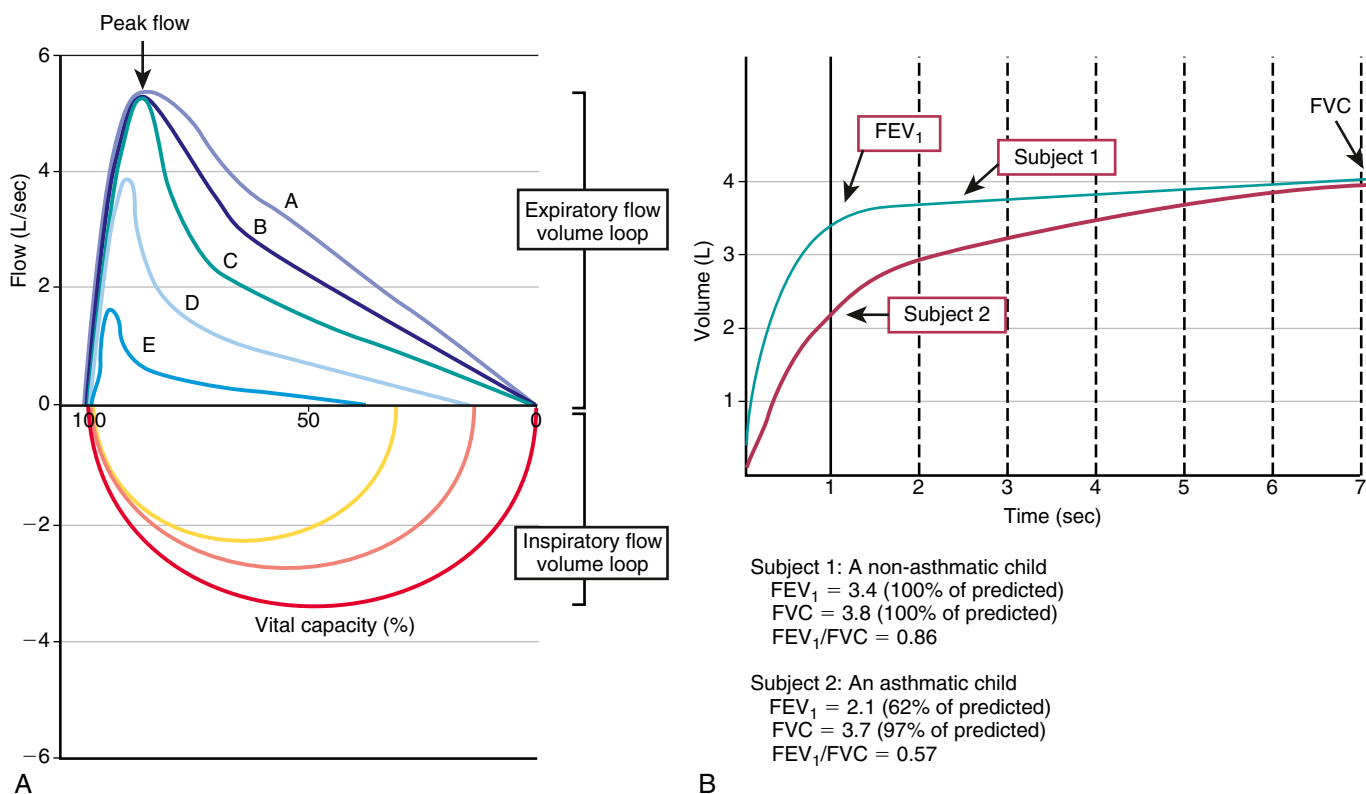 Peak flow
6
4
2
0
−2
−4
−6
Flow (L/sec)
A
B
C
D
E
100
50
0
Vital capacity (%)
Expiratory flow
volume loop
Inspiratory flow
volume loop
A
FVC
FEV1
Subject 1
Subject 2
4
3
2
1
Volume (L)
1
2
3
4
5
6
7
Time (sec)
Subject 1: A non-asthmatic child
FEV1 = 3.4 (100% of predicted)
FVC = 3.8 (100% of predicted)
FEV1/FVC = 0.86
Subject 2: An asthmatic child
FEV1 = 2.1 (62% of predicted)
FVC = 3.7 (97% of predicted)
FEV1/FVC = 0.57
B